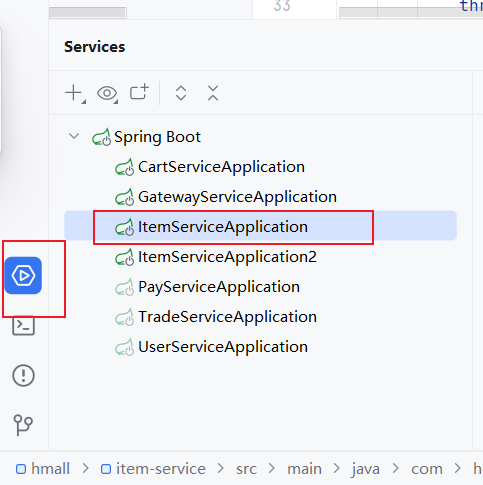 33
thr
Services
Spring Boot
CartServiceApplication
GatewayServiceApplication
ItemServiceApplication
ItemServiceApplication2
PayServiceApplication
TradeServiceApplication
UserServiceApplication
hmall > item-service > src > main > java > com > h